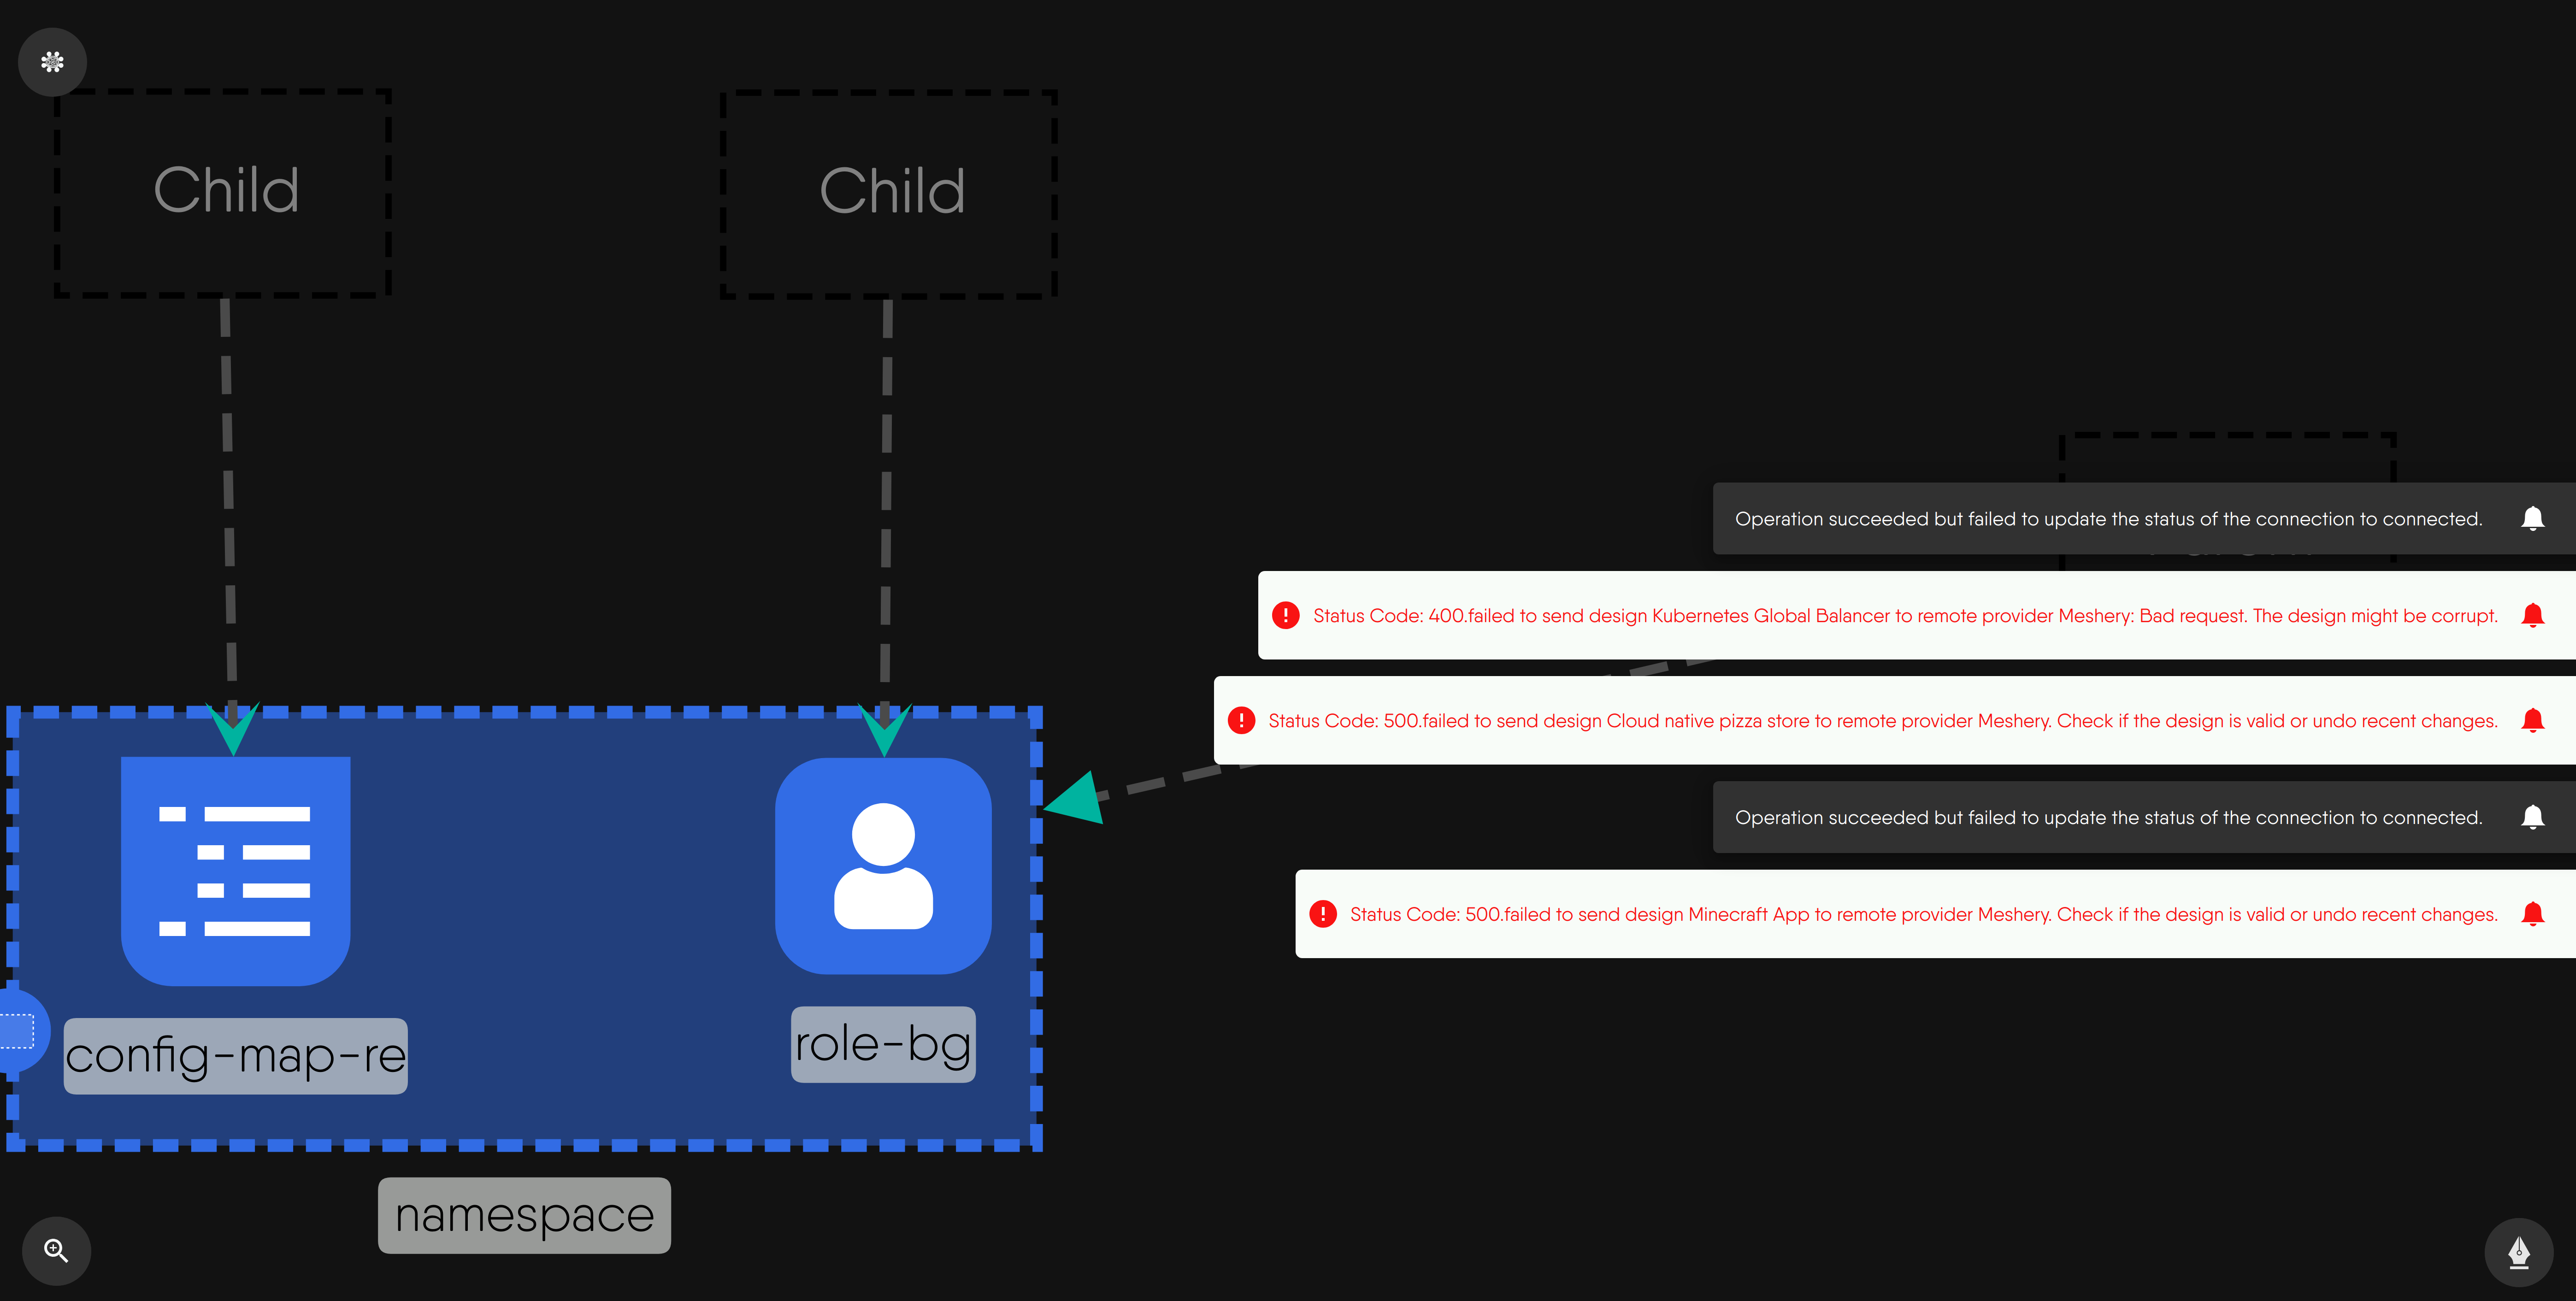 Child
Child
Operation succeeded but failed to update the status of the connection to connected.
Status Code: 400.failed to send design Kubernetes Global Balancer to remote provider Meshery: Bad request. The design might be corrupt.
Status Code: 500.failed to send design Cloud native pizza store to remote provider Meshery. Check if the design is valid or undo recent changes.
Operation succeeded but failed to update the status of the connection to connected.
Status Code: 500.failed to send design Minecraft App to remote provider Meshery. Check if the design is valid or undo recent changes.
config-map-re
role-bg
namespace